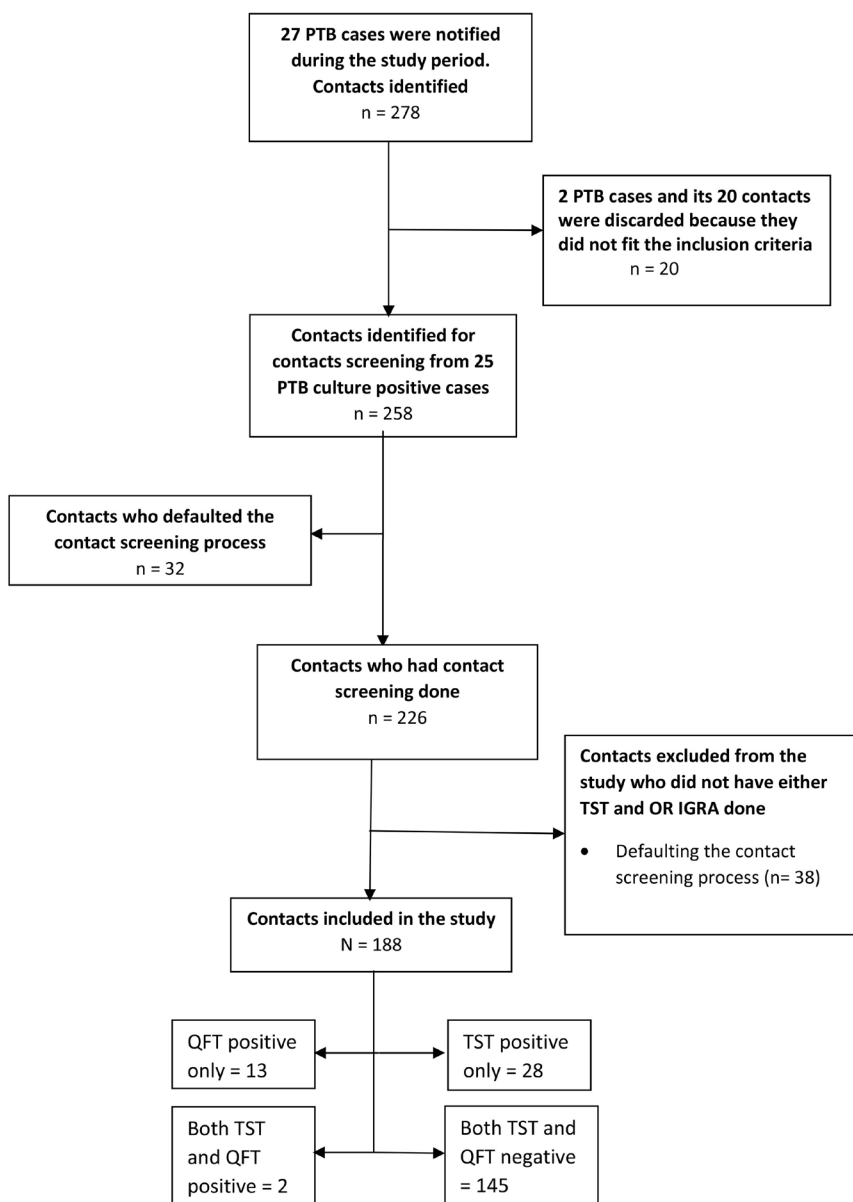 27 PTB cases were notified
during the study period.
Contacts identified
n = 278
2 PTB cases and its 20 contacts
were discarded because they
did not fit the inclusion criteria
n = 20
Contacts identified for
contacts screening from 25
PTB culture positive cases
n = 258
Contacts who defaulted the
contact screening process
n = 32
Contacts who had contact
screening done
n = 226
Contacts excluded from the
study who did not have either
TST and OR IGRA done
• Defaulting the contact
screening process (n= 38)
Contacts included in the study
N = 188
QFT positive
only = 13
TST positive
only = 28
Both TST
and QFT
positive = 2
Both TST and
QFT negative
= 145